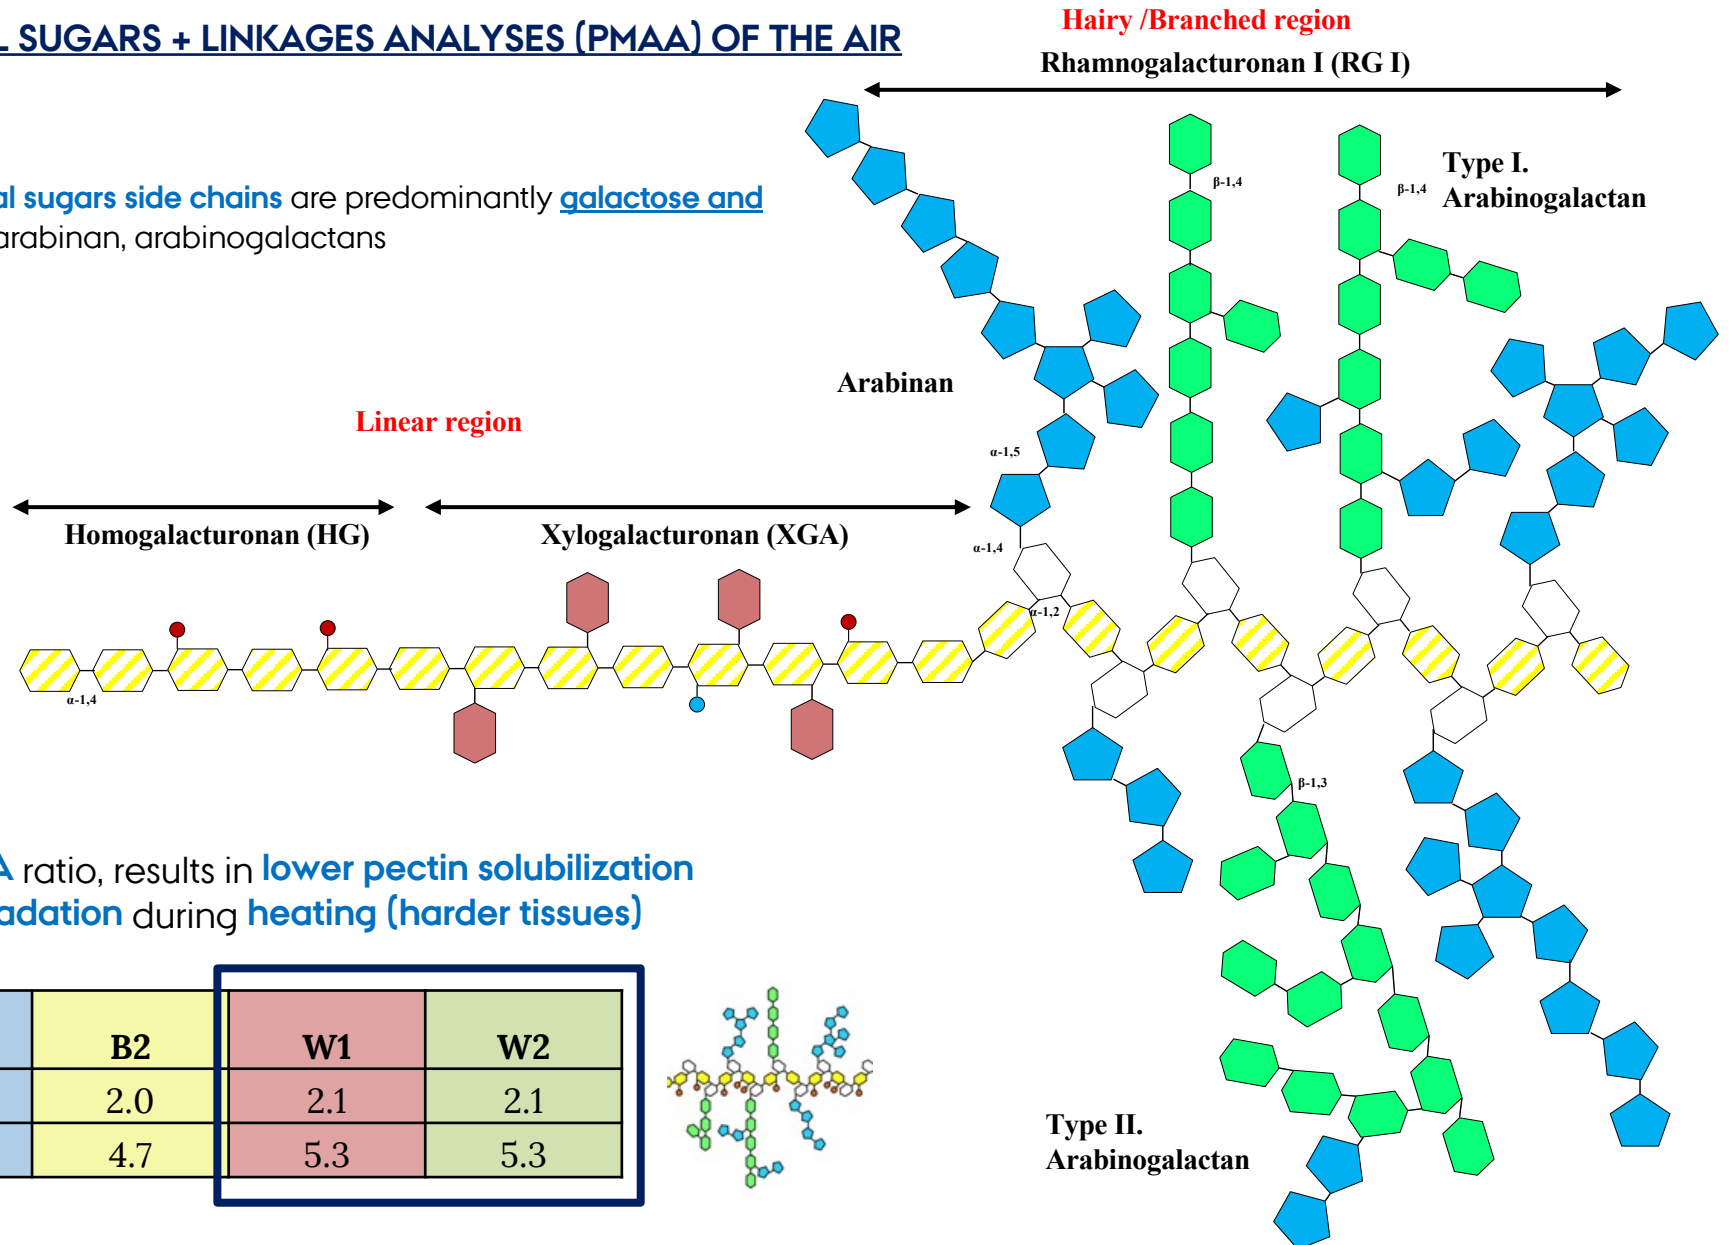 L SUGARS + LINKAGES ANALYSES (PMAA) OF THE AIR
Hairy /Branched region
Rhamnogalacturonan I (RG I)
al sugars side chains are predominantly galactose and
arabinan, arabinogalactans
β-1,4
β-1,4
Type I.
Arabinogalactan
Arabinan
Linear region
α-1,5
Homogalacturonan (HG)
Xylogalacturonan (XGA)
α-1,4
α-1,2
α-1,4
β-1,3
A ratio, results in lower pectin solubilization
adation during heating (harder tissues)
B2 W1 W2
2.0 2.1 2.1
4.7 5.3 5.3
Type II.
Arabinogalactan